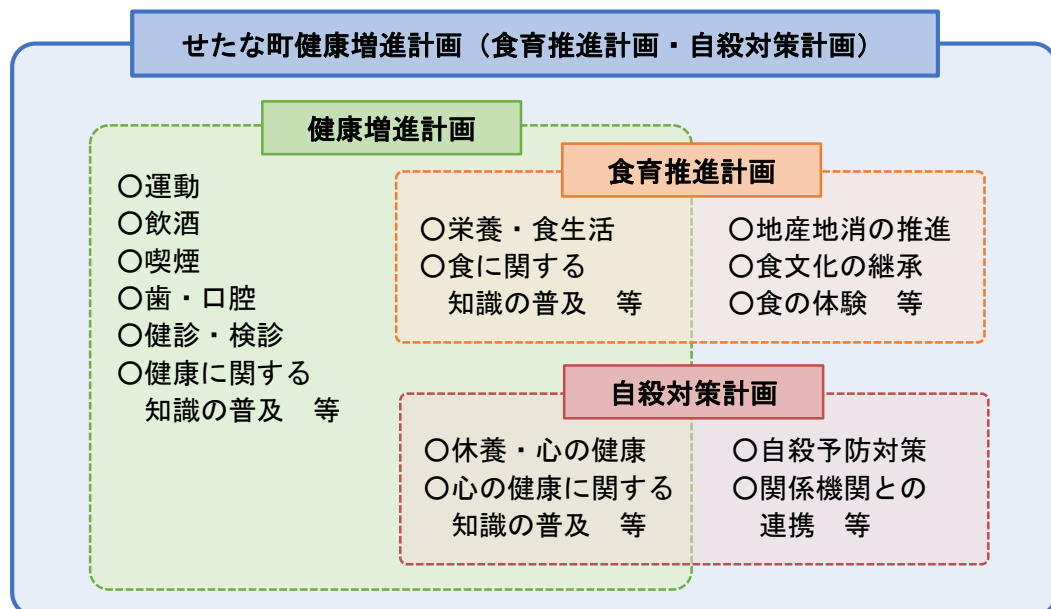 せたな町健康増進計画（食育推進計画・自殺対策計画）
健康増進計画
〇運動
〇飲酒
〇喫煙
〇歯・口腔
〇健診・検診
〇健康に関する
知識の普及　等
食育推進計画
〇栄養・食生活
〇食に関する
知識の普及　等
〇地産地消の推進
〇食文化の継承
〇食の体験　等
自殺対策計画
〇休養・心の健康
〇心の健康に関する
知識の普及　等
〇自殺予防対策
〇関係機関との
連携　等